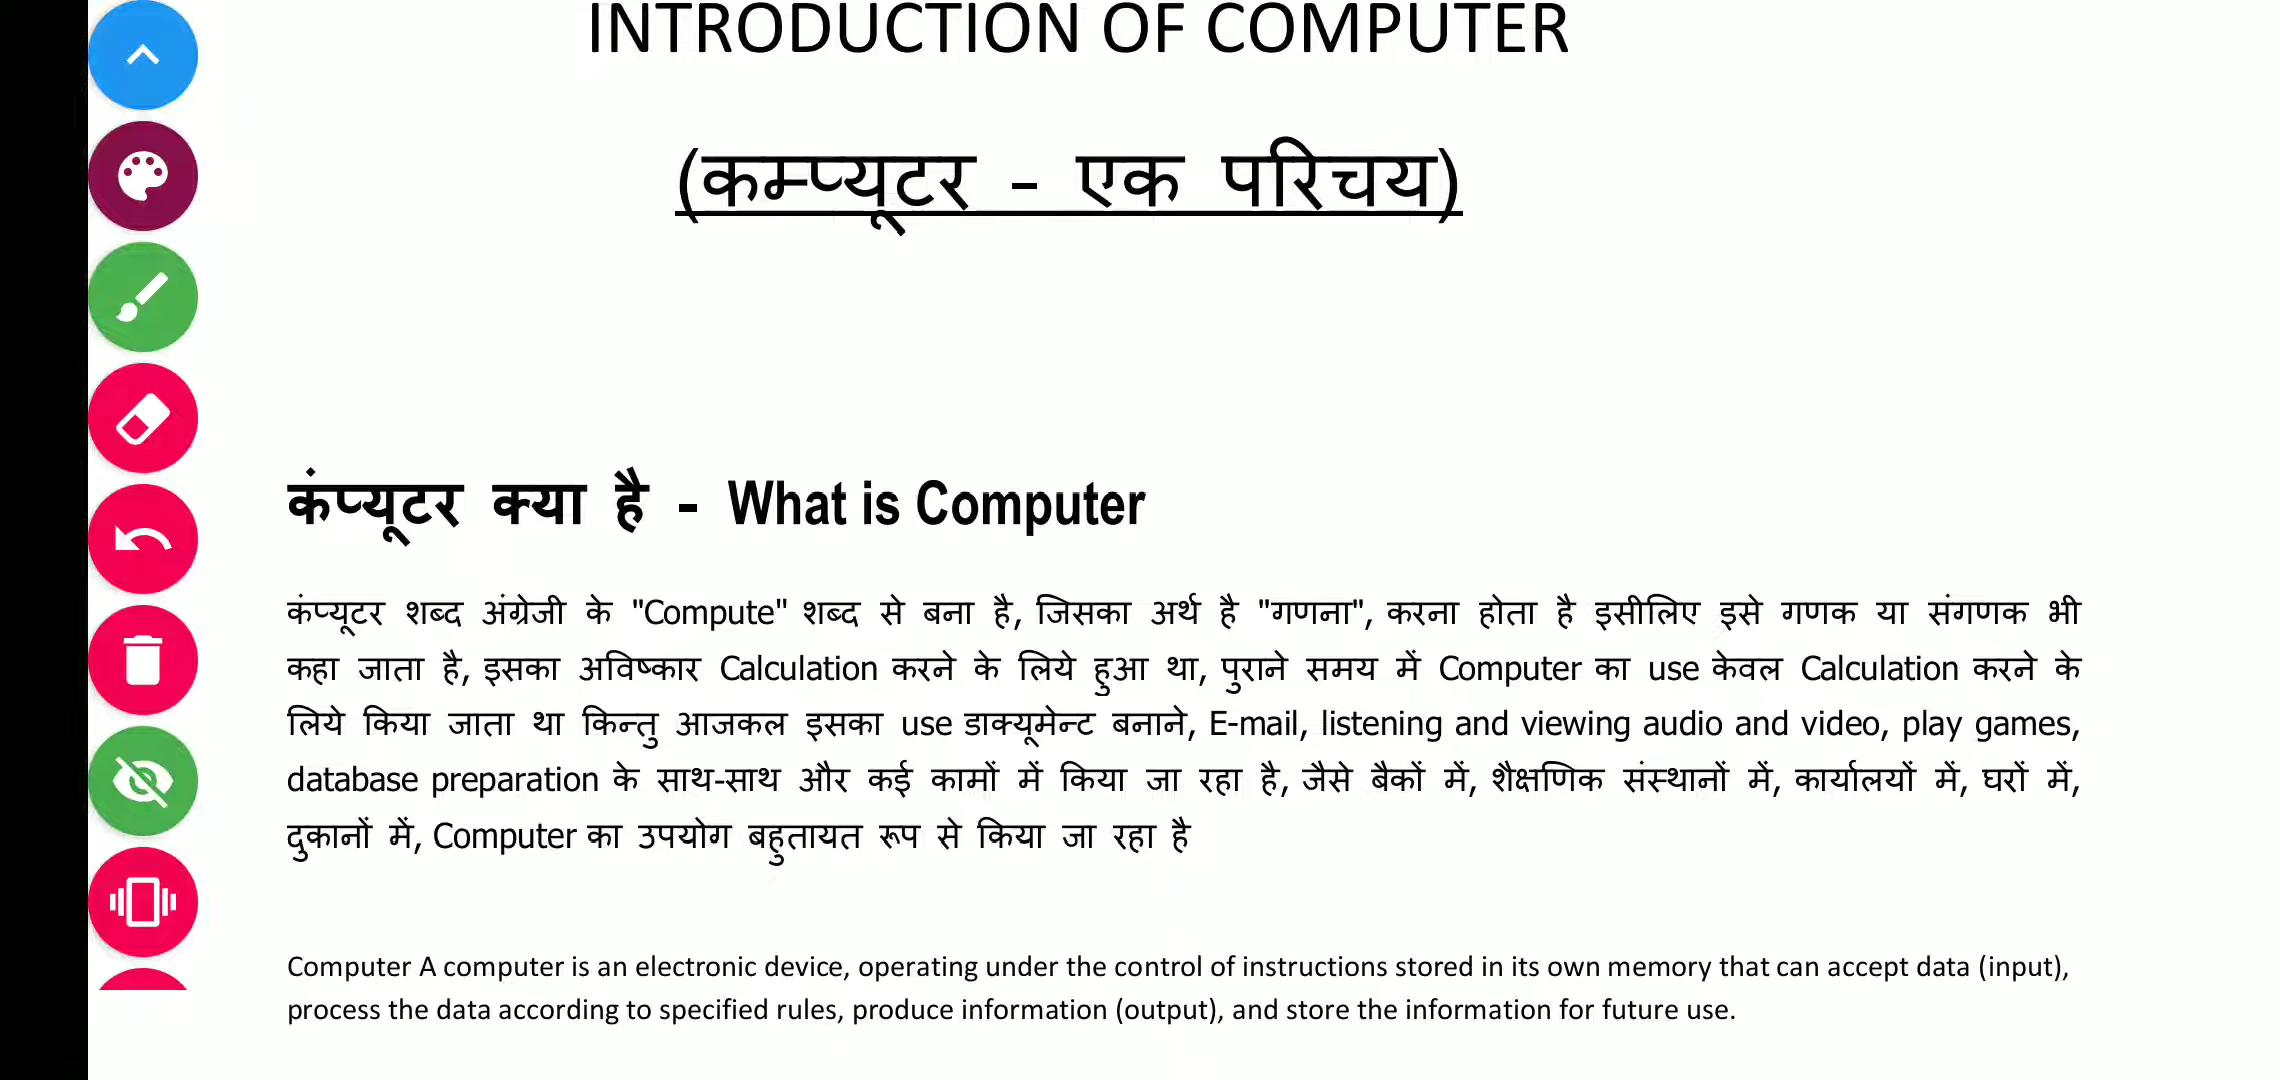 INTRODUCTION OF COMPUTER
(कम्प्यूटर - एक परिचय)
कंप्यूटर क्या है - What is Computer
कंप्यूटर शब्द अंग्रेजी के "Compute" शब्द से बना है, जिसका अर्थ है "गणना", करना होता है इसीलिए इसे गणक या संगणक भी
कहा जाता है, इसका अविष्कार Calculation करने के लिये हुआ था, पुराने समय में Computer का use केवल Calculation करने के
लिये किया जाता था किन्तु आजकल इसका use डाक्यूमेन्ट बनाने, E-mail, listening and viewing audio and video, play games,
database preparation के साथ-साथ और कई कामों में किया जा रहा है, जैसे बैकों में, शैक्षणिक संस्थानों में, कार्यालयों में, घरों में,
दुकानों में, Computer का उपयोग बहुतायत रूप से किया जा रहा है
Computer A computer is an electronic device, operating under the control of instructions stored in its own memory that can accept data (input),
process the data according to specified rules, produce information (output), and store the information for future use.